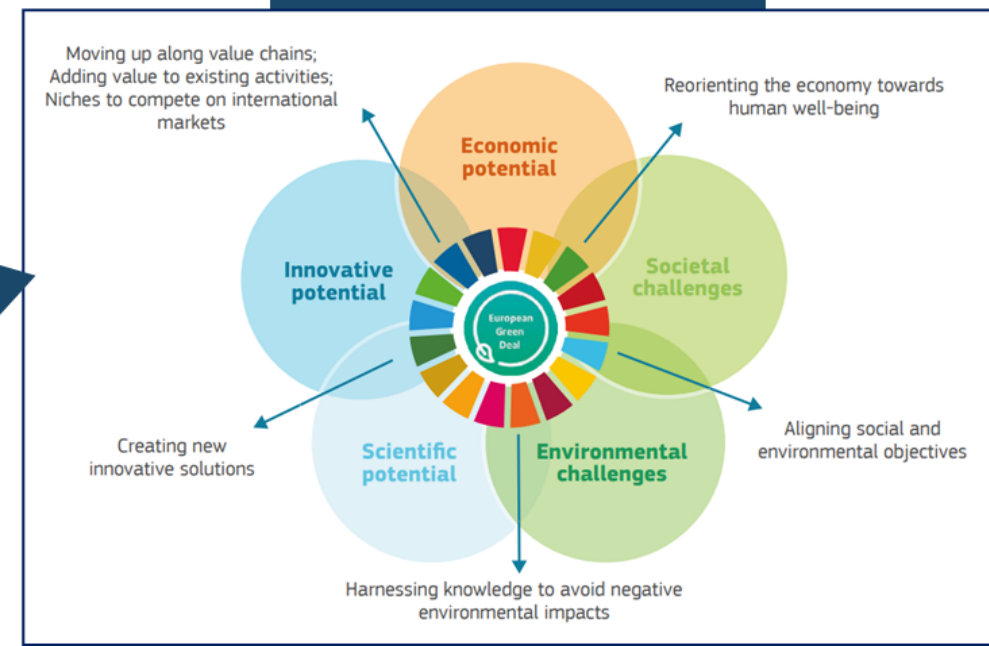 Moving up along value chains;
Adding value to existing activities;
Niches to compete on international
markets
Reorienting the economy towards
human well-being
Economic
potential
Innovative
potential
Societal
challenges
European
Green
Deal
Creating new
innovative solutions
Scientific
potential
Environmental
challenges
Aligning social and
environmental objectives
Harnessing knowledge to avoid negative
environmental impacts